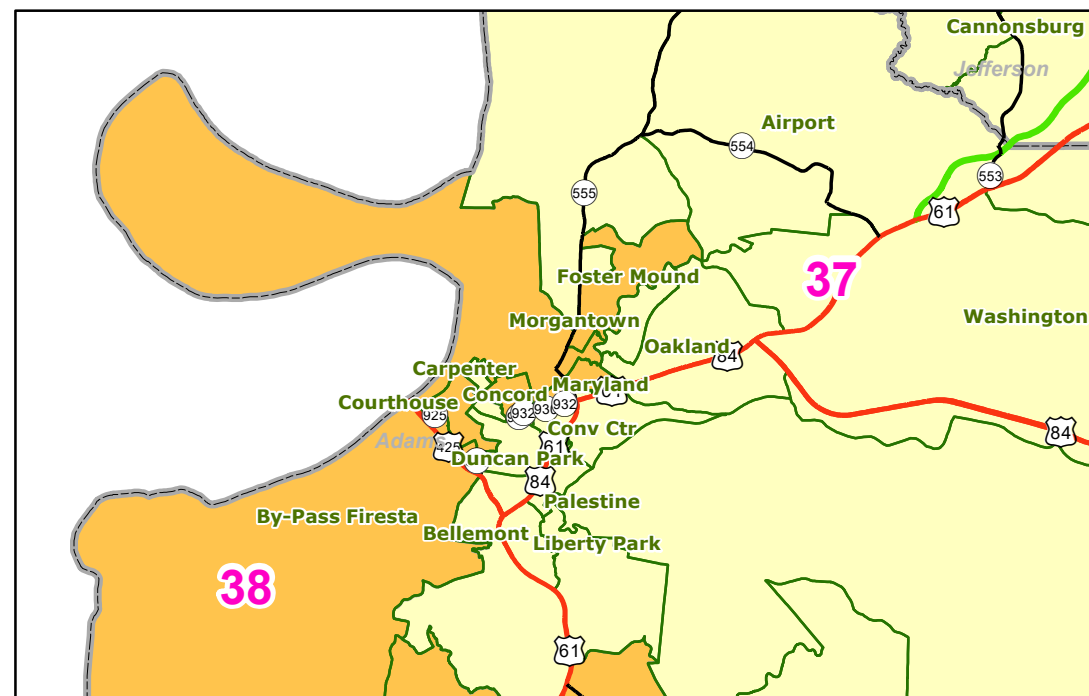 Cannonsburg
Jefferson
Airport
554
553
555
61
Foster Mound
37
Washington
Morgantown
Oakland
84
Carpenter
Maryland
Concord
Courthouse
932
932
925
Conv Ctr
84
Adams
425
61
Duncan Park
84
Palestine
By-Pass Firesta
Bellemont
Liberty Park
38
61